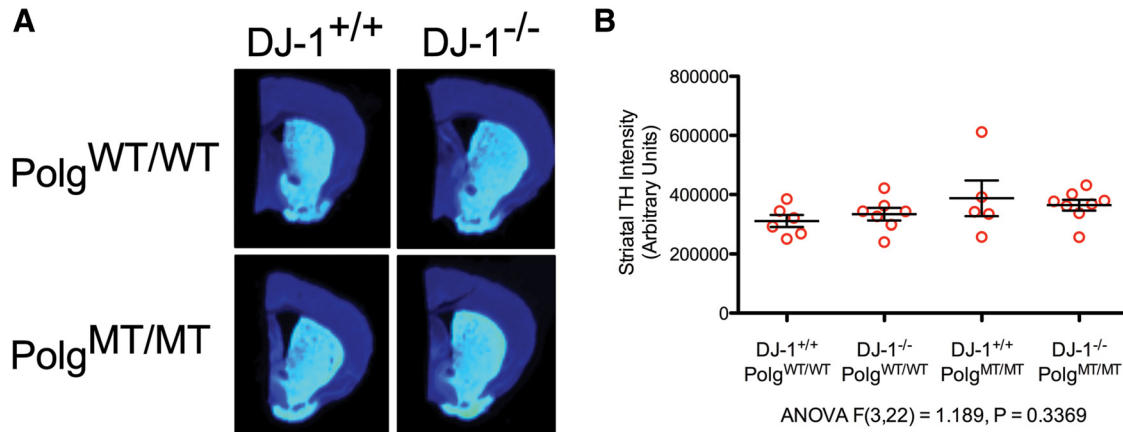 A
DJ-1+/+ DJ-1-/-
PolgWT/WT
PolgMT/MT
B
Striatal TH Intensity
(Arbitrary Units)
800000
600000
400000
200000
0
DJ-1+/+ DJ-1-/- DJ-1+/+ DJ-1-/-
PolgWT/WT PolgWT/WT PolgMT/MT PolgMT/MT
ANOVA F(3,22) = 1.189, P = 0.3369